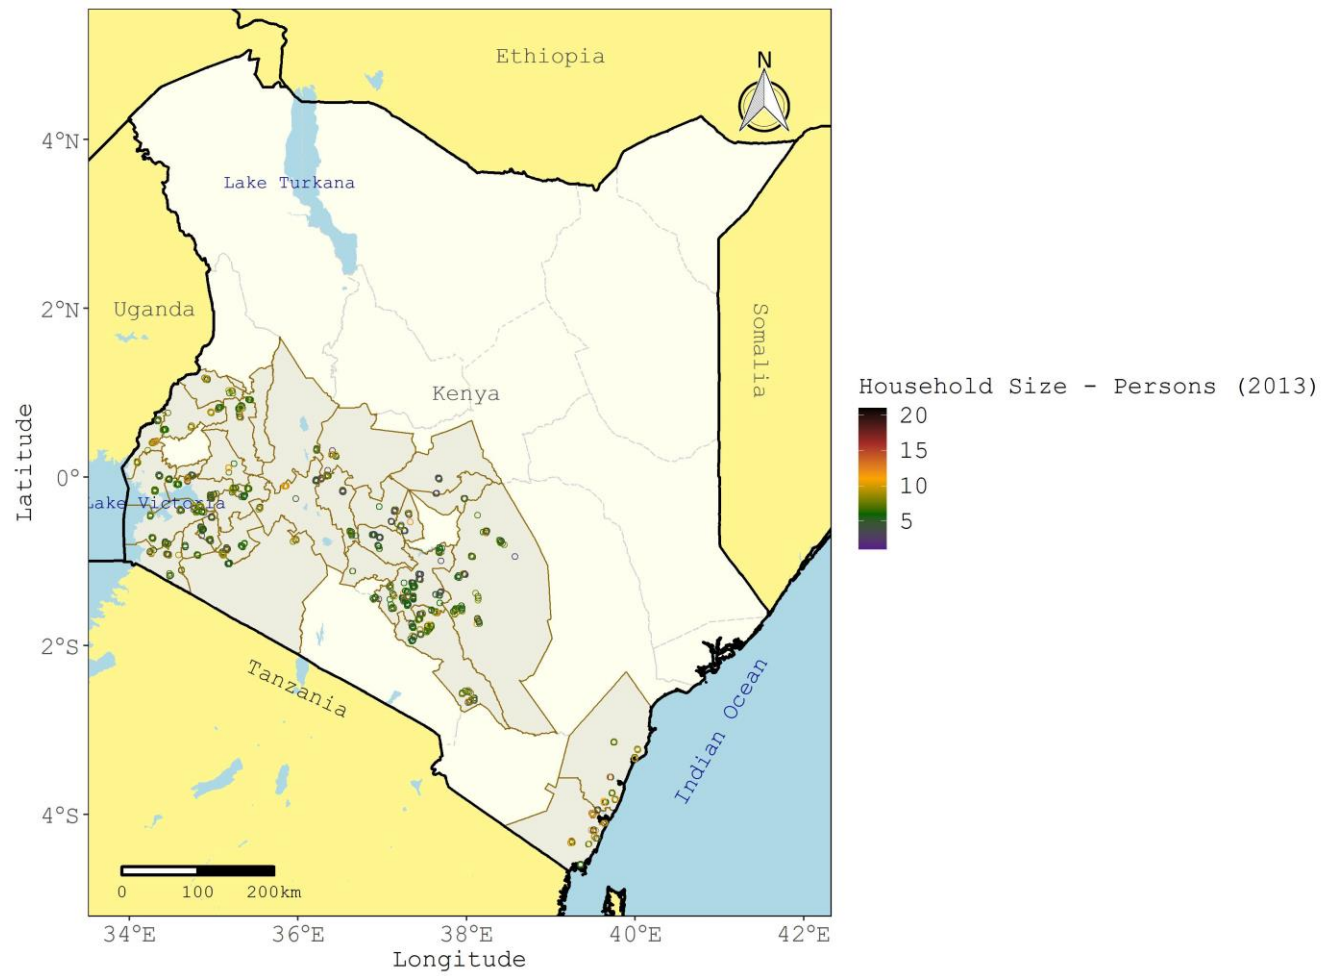 Ethiopia
N
4°N
Lake Turkana
2°N
Uganda
Somalia
Kenya
Household Size - Persons (2013)
20
15
10
5
Latitude
0°
Lake Victoria
2°S
Tanzania
Indian Ocean
4°S
0 100 200km
34°E 36°E 38°E 40°E 42°E
Longitude